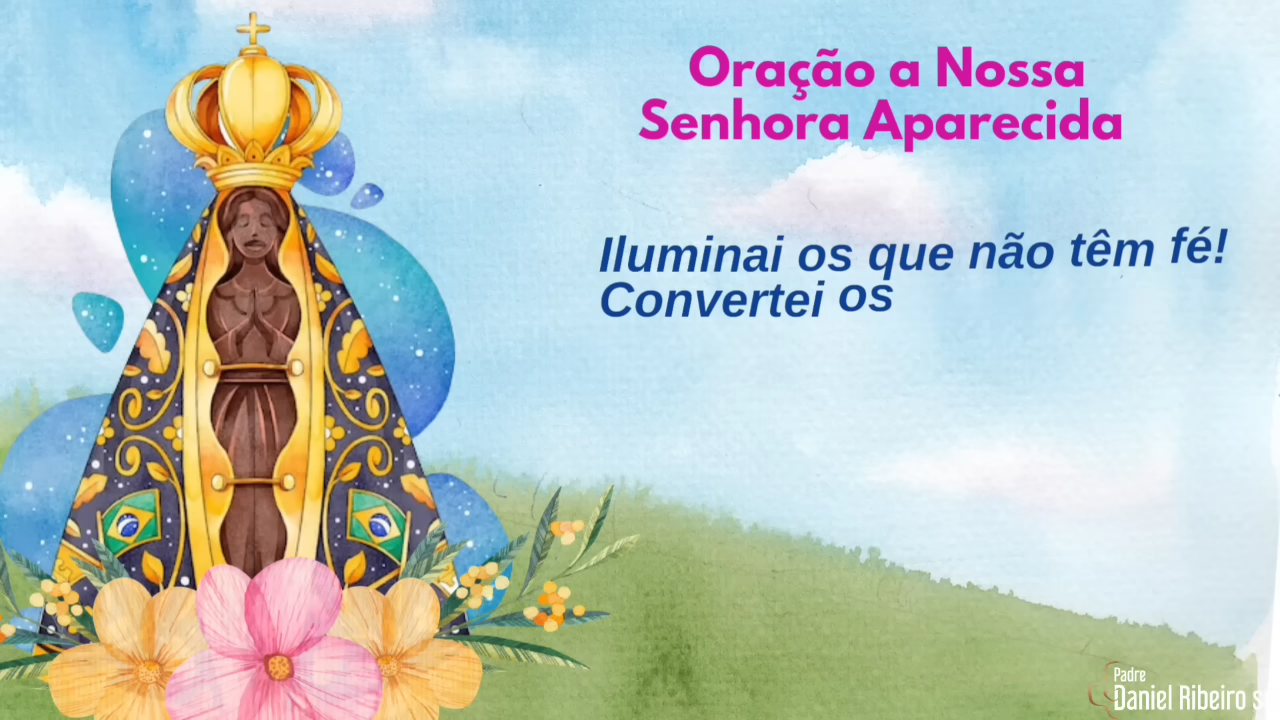 Oração a Nossa
Senhora Aparecida
Iluminai os que não têm fé!
Convertei os
Padre
Daniel Ribeiro